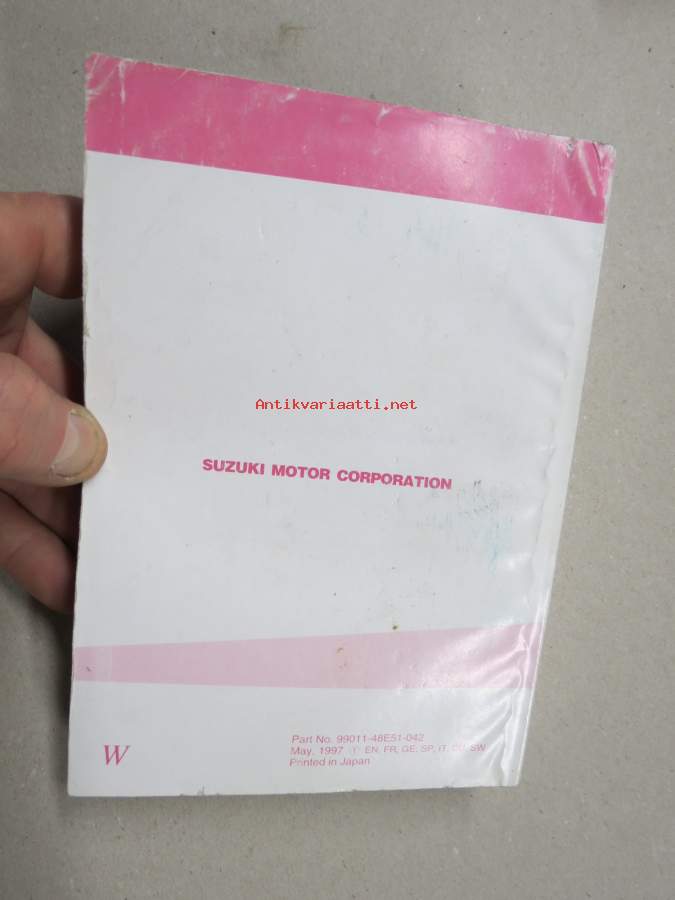 Antikvariaatti.net
SUZUKI MOTOR CORPORATION
Part No. 99011-48E51-042
May, 1997 ① EN, FR, GE, SP, IT, DU, SW
W
Printed in Japan